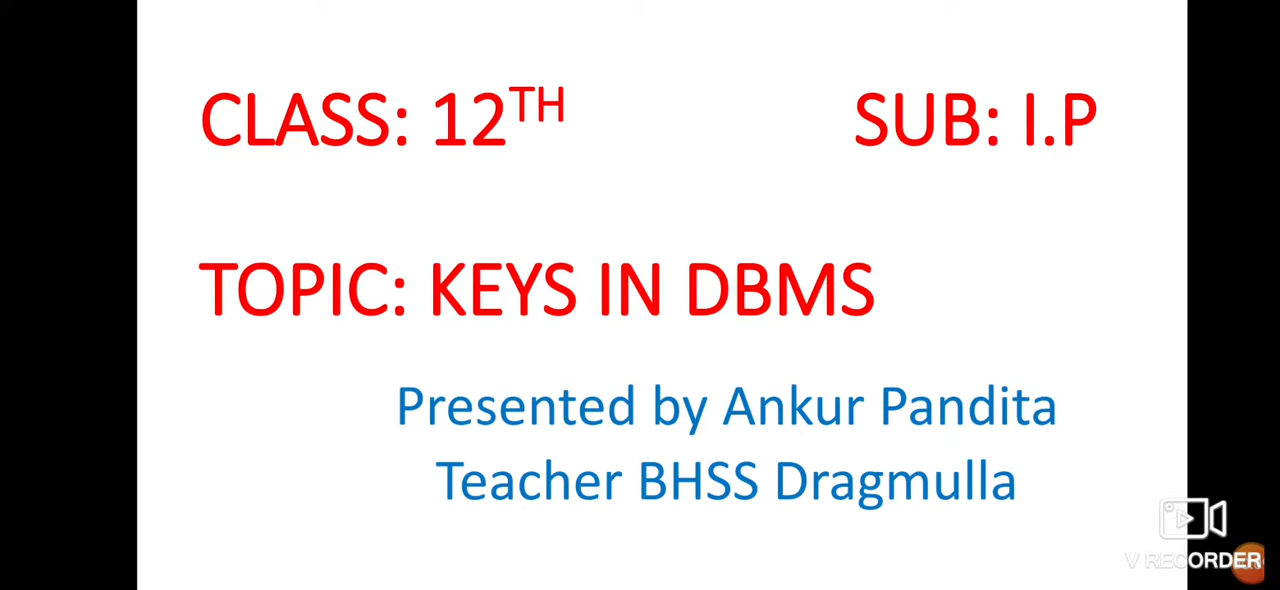 CLASS: 12TH SUB: I.P
TOPIC: KEYS IN DBMS
Presented by Ankur Pandita
Teacher BHSS Dragmulla
V RECORDER